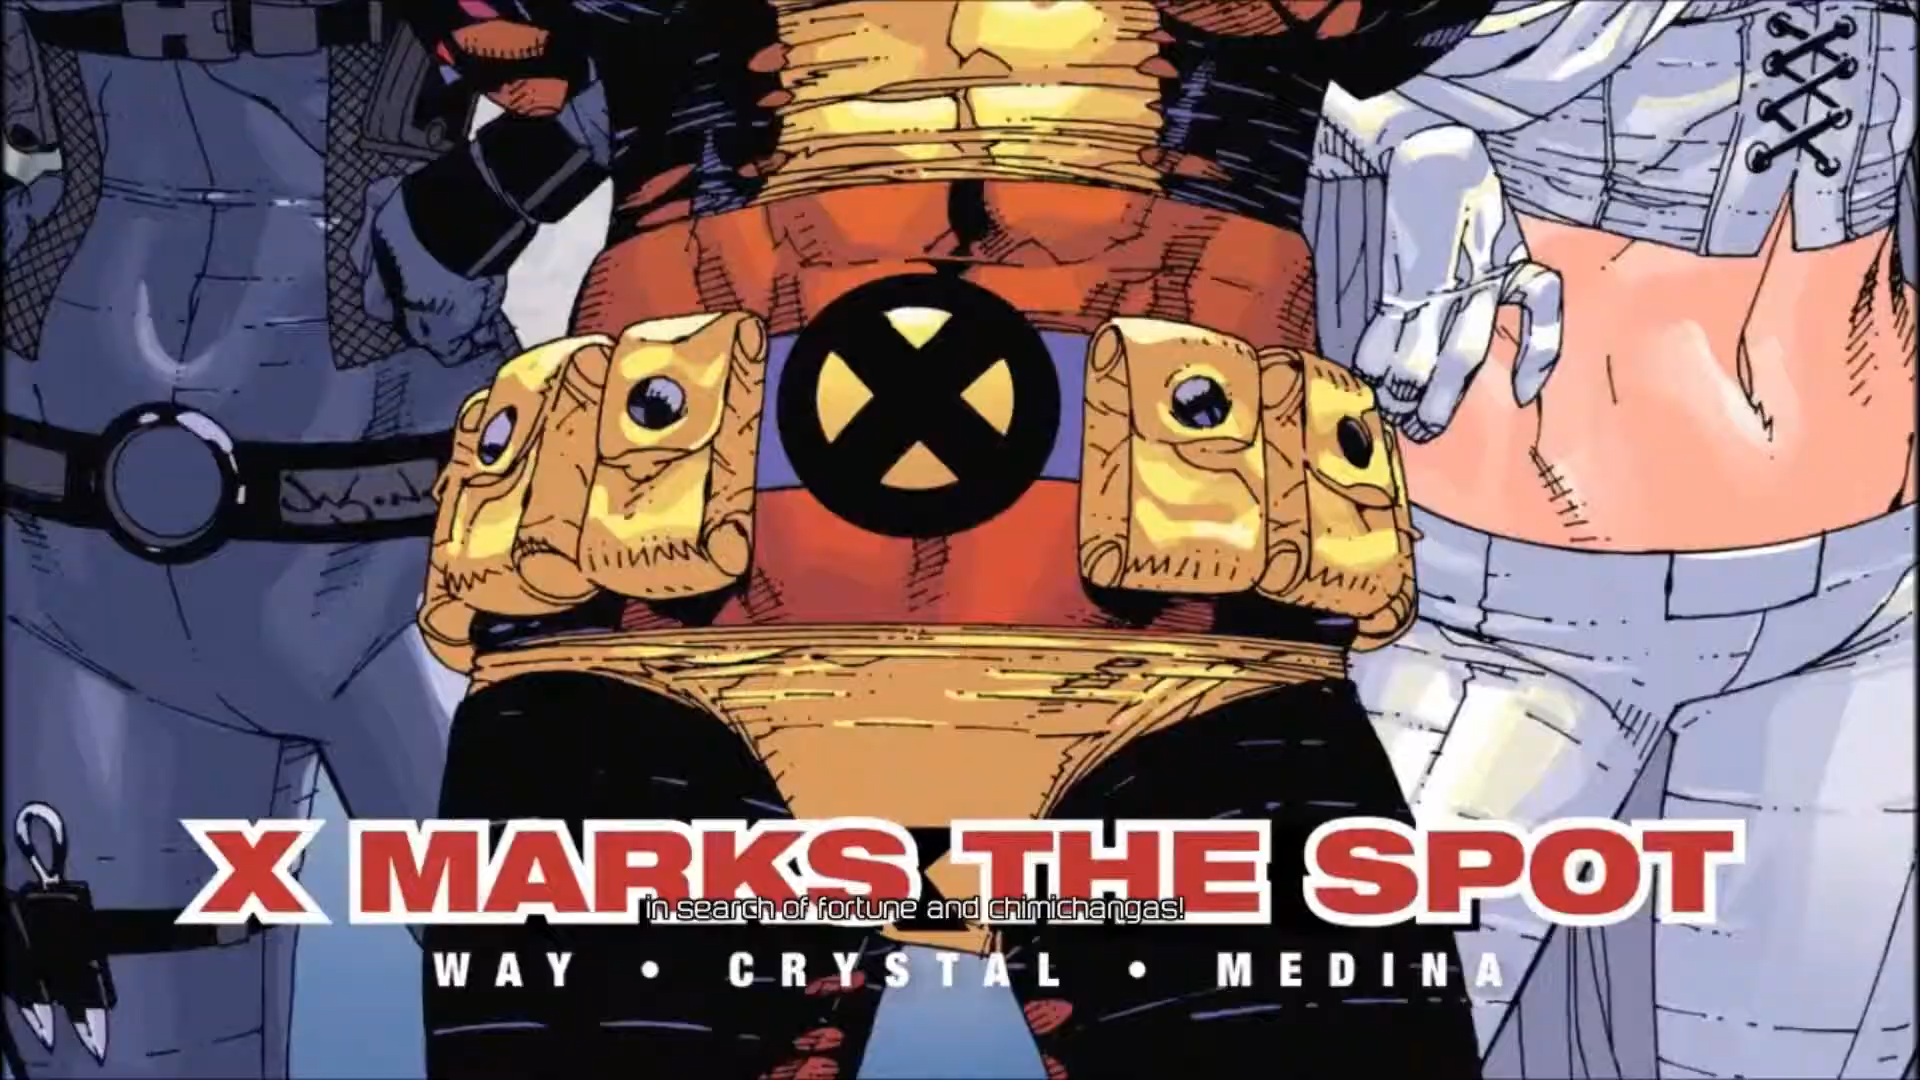 X MARKS THE SPOT
in search of fortune and chimichangas!
WAY • CRYSTAL • MEDINA